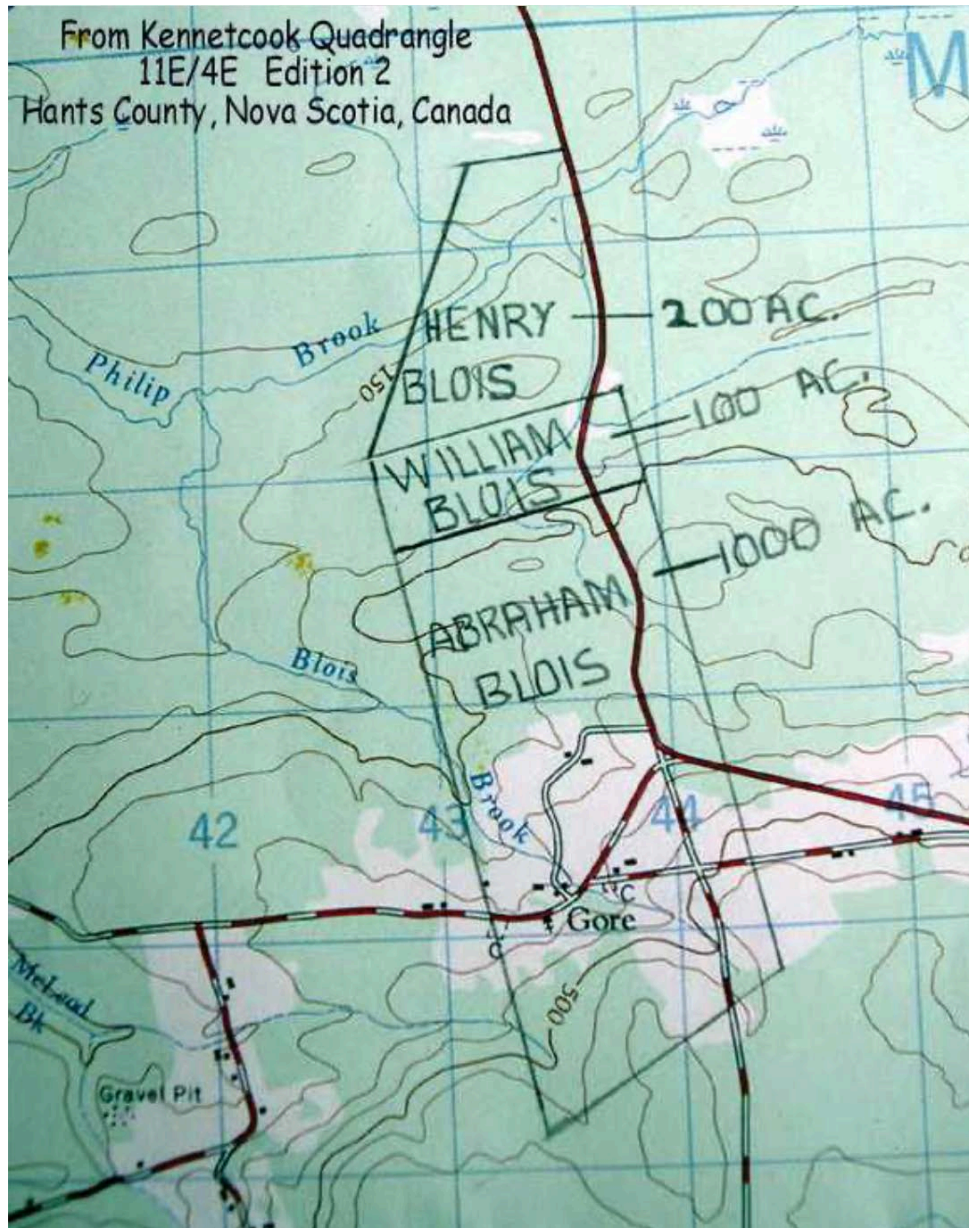 From Kennetcook Quadrangle
11E/4E Edition 2
Hants County, Nova Scotia, Canada
M
HENRY
BLOIS
200 AC.
Philip
Brook
150
WILLIAM
BLOIS
100 AC.
ABRAHAM
BLOIS
1000 AC.
Blois
Brook
42
43
44
45
C
Gore
C
McLeod
Bk
500
Gravel Pit